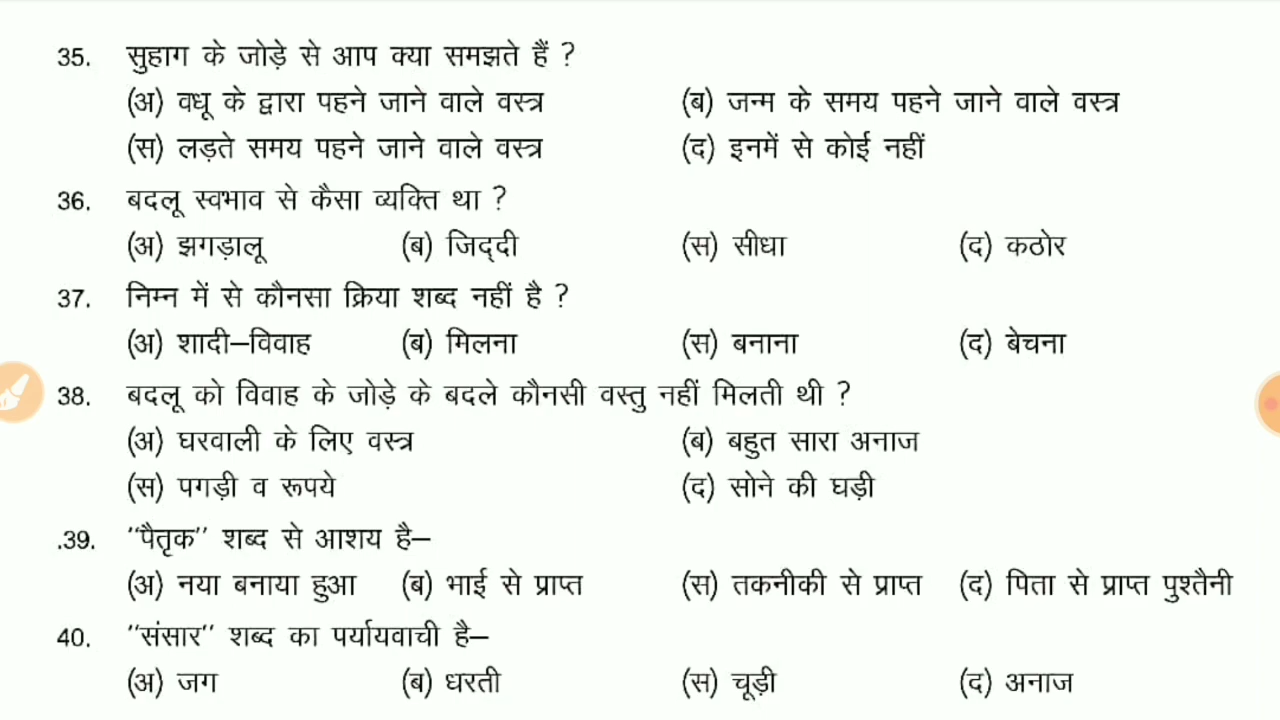 35. सुहाग के जोड़े से आप क्या समझते हैं ?
(अ) वधू के द्वारा पहने जाने वाले वस्त्र (ब) जन्म के समय पहने जाने वाले वस्त्र
(स) लड़ते समय पहने जाने वाले वस्त्र (द) इनमें से कोई नहीं
36. बदलू स्वभाव से कैसा व्यक्ति था ?
(अ) झगड़ालू (ब) जिद्दी (स) सीधा (द) कठोर
37. निम्न में से कौनसा क्रिया शब्द नहीं है ?
(अ) शादी–विवाह (ब) मिलना (स) बनाना (द) बेचना
38. बदलू को विवाह के जोड़े के बदले कौनसी वस्तु नहीं मिलती थी ?
(अ) घरवाली के लिए वस्त्र (ब) बहुत सारा अनाज
(स) पगड़ी व रूपये (द) सोने की घड़ी
.39. ''पैतृक'' शब्द से आशय है–
(अ) नया बनाया हुआ (ब) भाई से प्राप्त (स) तकनीकी से प्राप्त (द) पिता से प्राप्त पुश्तैनी
40. ''संसार'' शब्द का पर्यायवाची है–
(अ) जग (ब) धरती (स) चूड़ी (द) अनाज